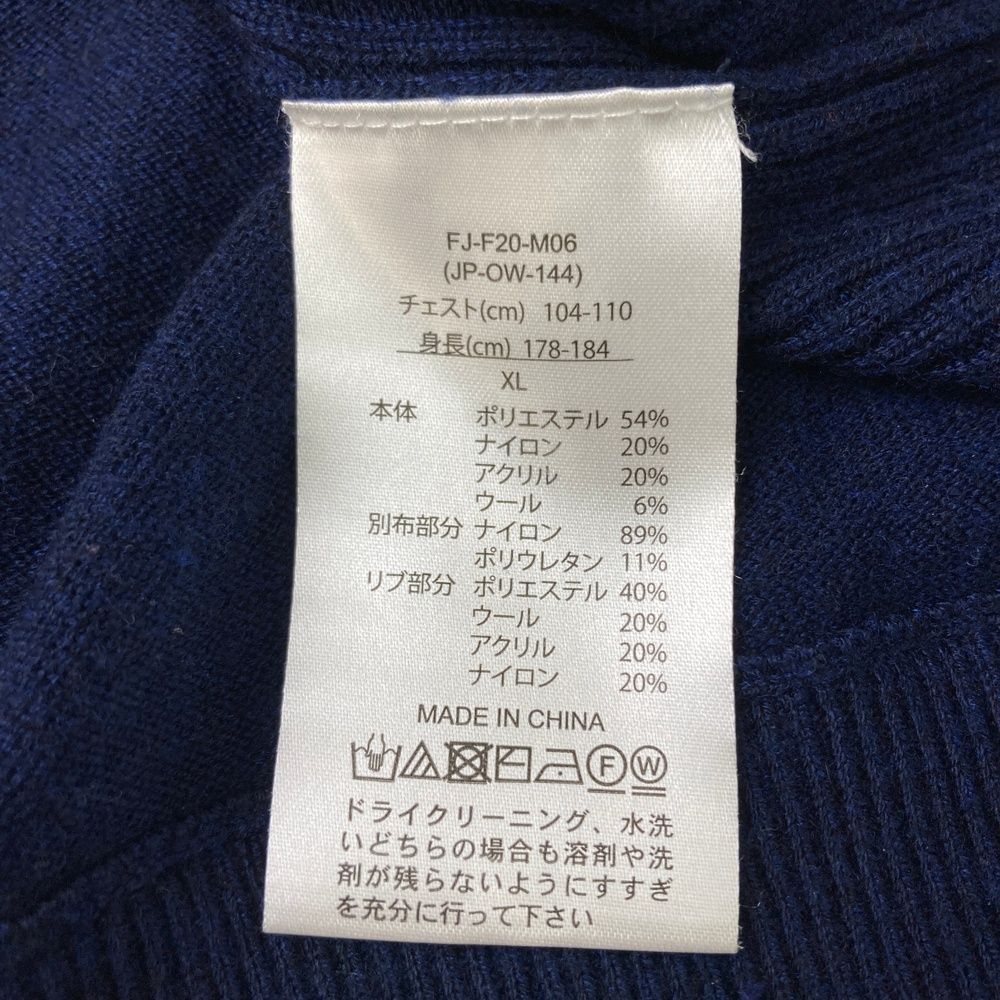 FJ-F20-M06
(JP-OW-144)
チェスト(cm) 104-110
身長(cm) 178-184
XL
本体 ポリエステル 54%
ナイロン 20%
アクリル 20%
ウール 6%
別布部分 ナイロン 89%
ポリウレタン 11%
リブ部分 ポリエステル 40%
ウール 20%
アクリル 20%
ナイロン 20%
MADE IN CHINA
F W
ドライクリーニング、水洗
いどちらの場合も溶剤や洗
剤が残らないようにすすぎ
を充分に行って下さい